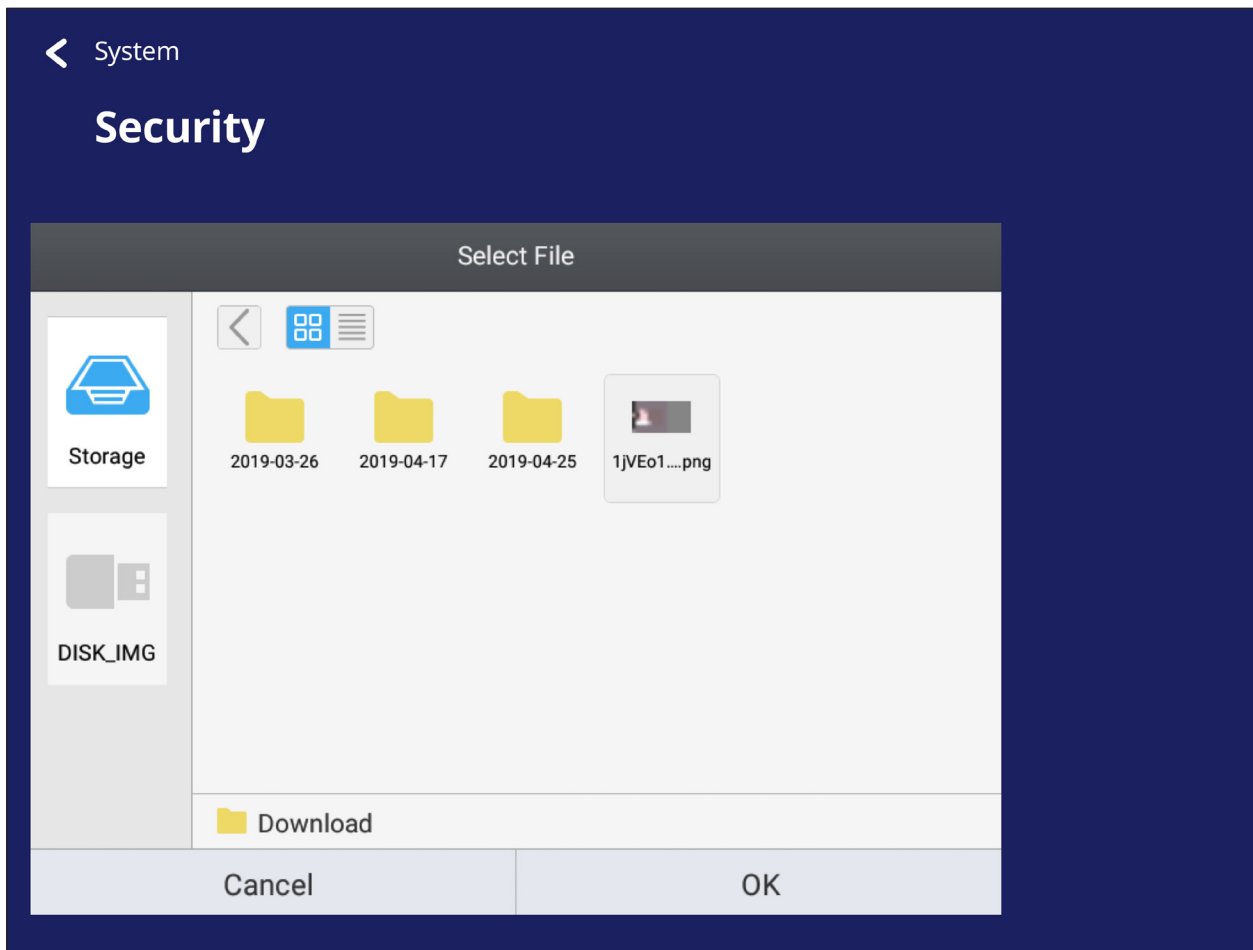 System
Security
Select File
Storage
2019-03-26
2019-04-17
2019-04-25
1jVEo1....png
DISK_IMG
Download
Cancel
OK